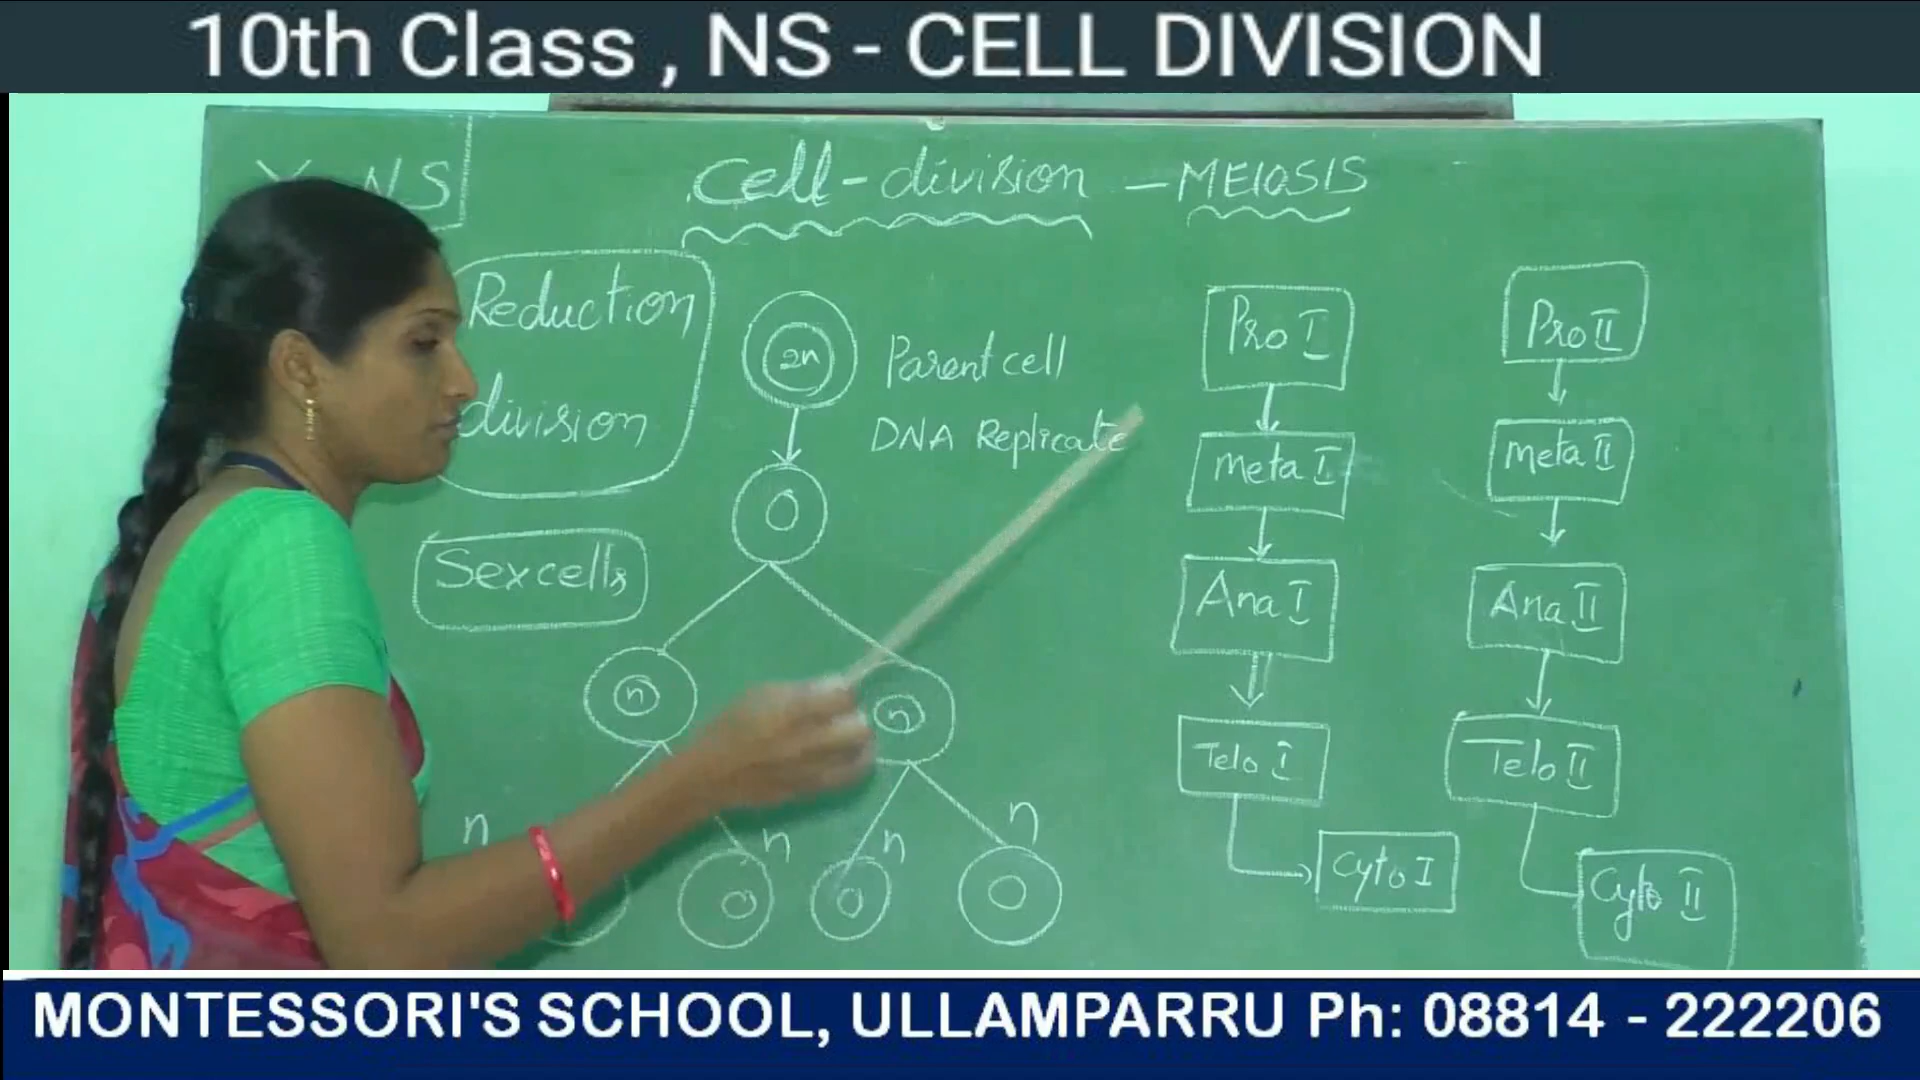 10th Class , NS - CELL DIVISION
X NS
Cell-division - MEIOSIS
Reduction
division
Sex cells
2n
Parent cell
DNA Replicate
n
n
n
n
n
n
Pro I
Meta I
Ana I
Telo I
Cyto I
Pro II
Meta II
Ana II
Telo II
Cyto II
MONTESSORI'S SCHOOL, ULLAMPARRU Ph: 08814 - 222206